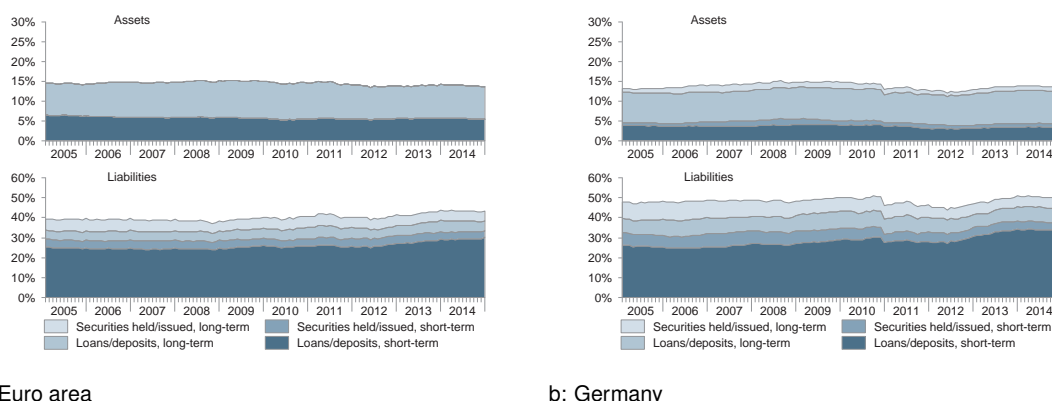 Assets
30%
25%
20%
15%
10%
5%
0%
2005 2006 2007 2008 2009 2010 2011 2012 2013 2014
Liabilities
60%
50%
40%
30%
20%
10%
0%
2005 2006 2007 2008 2009 2010 2011 2012 2013 2014
Securities held/issued, long-term Securities held/issued, short-term
Loans/deposits, long-term Loans/deposits, short-term
Euro area
Assets
30%
25%
20%
15%
10%
5%
0%
2005 2006 2007 2008 2009 2010 2011 2012 2013 2014
Liabilities
60%
50%
40%
30%
20%
10%
0%
2005 2006 2007 2008 2009 2010 2011 2012 2013 2014
Securities held/issued, long-term Securities held/issued, short-term
Loans/deposits, long-term Loans/deposits, short-term
b: Germany